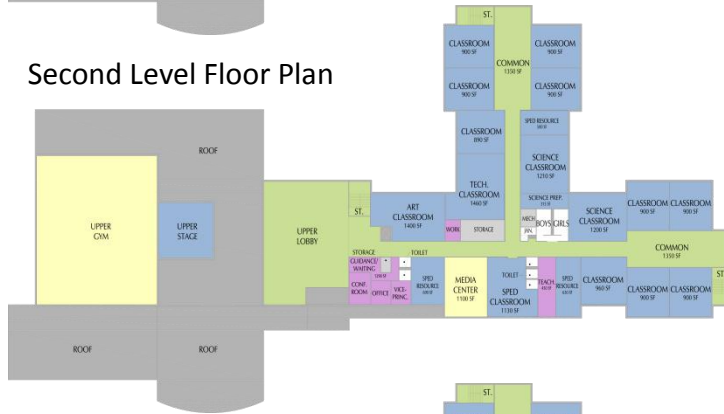 ST.
CLASSROOM
900 SF
CLASSROOM
900 SF
COMMON
1350 SF
CLASSROOM
900 SF
CLASSROOM
900 SF
Second Level Floor Plan
CLASSROOM
890 SF
SPED RESOURCE
ROOF
SCIENCE
CLASSROOM
1210 SF
TECH.
CLASSROOM
1460 SF
SCIENCE PREP.
UPPER
GYM
UPPER
STAGE
UPPER
LOBBY
ST.
ART
CLASSROOM
1400 SF
WORK
STORAGE
MECH
JAN.
BOYS
GIRLS
SCIENCE
CLASSROOM
1200 SF
CLASSROOM
900 SF
CLASSROOM
900 SF
COMMON
1350 SF
STORAGE
TOILET
GUIDANCE/
WAITING
CONF.
ROOM
OFFICE
VICE-
PRINC.
SPED
RESOURCE
MEDIA
CENTER
1100 SF
TOILET
SPED
CLASSROOM
1130 SF
TEACH.
SPED
RESOURCE
CLASSROOM
960 SF
CLASSROOM
900 SF
CLASSROOM
900 SF
ST.
ROOF
ROOF
ST.